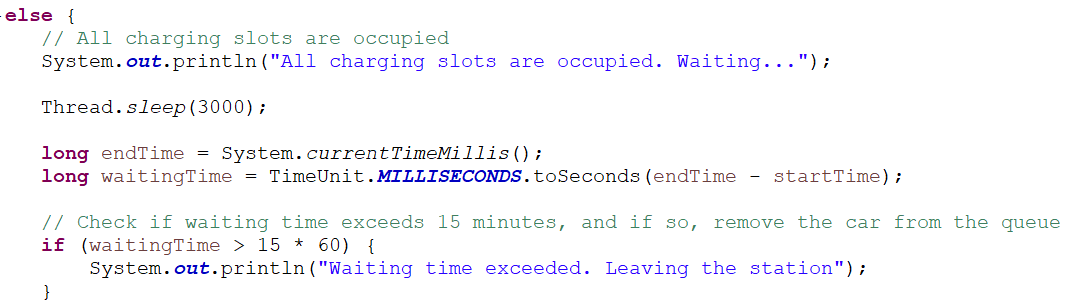 else {
// All charging slots are occupied
System.out.println("All charging slots are occupied. Waiting...");
Thread.sleep(3000);
long endTime = System.currentTimeMillis();
long waitingTime = TimeUnit.MILLISECONDS.toSeconds(endTime - startTime);
// Check if waiting time exceeds 15 minutes, and if so, remove the car from the queue
if (waitingTime > 15 * 60) {
System.out.println("Waiting time exceeded. Leaving the station");
}